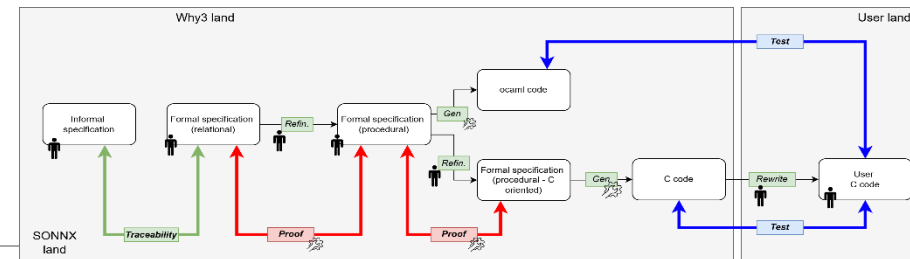 Why3 land
User land
Test
ocaml code
Informal
specification
Formal specification
(relational)
Refin.
Formal specification
(procedural)
Gen
Refin.
Formal specification
(procedural - C
oriented)
Gen
C code
Rewrite
User
C code
Traceability
Proof
Proof
Test
SONNX
land